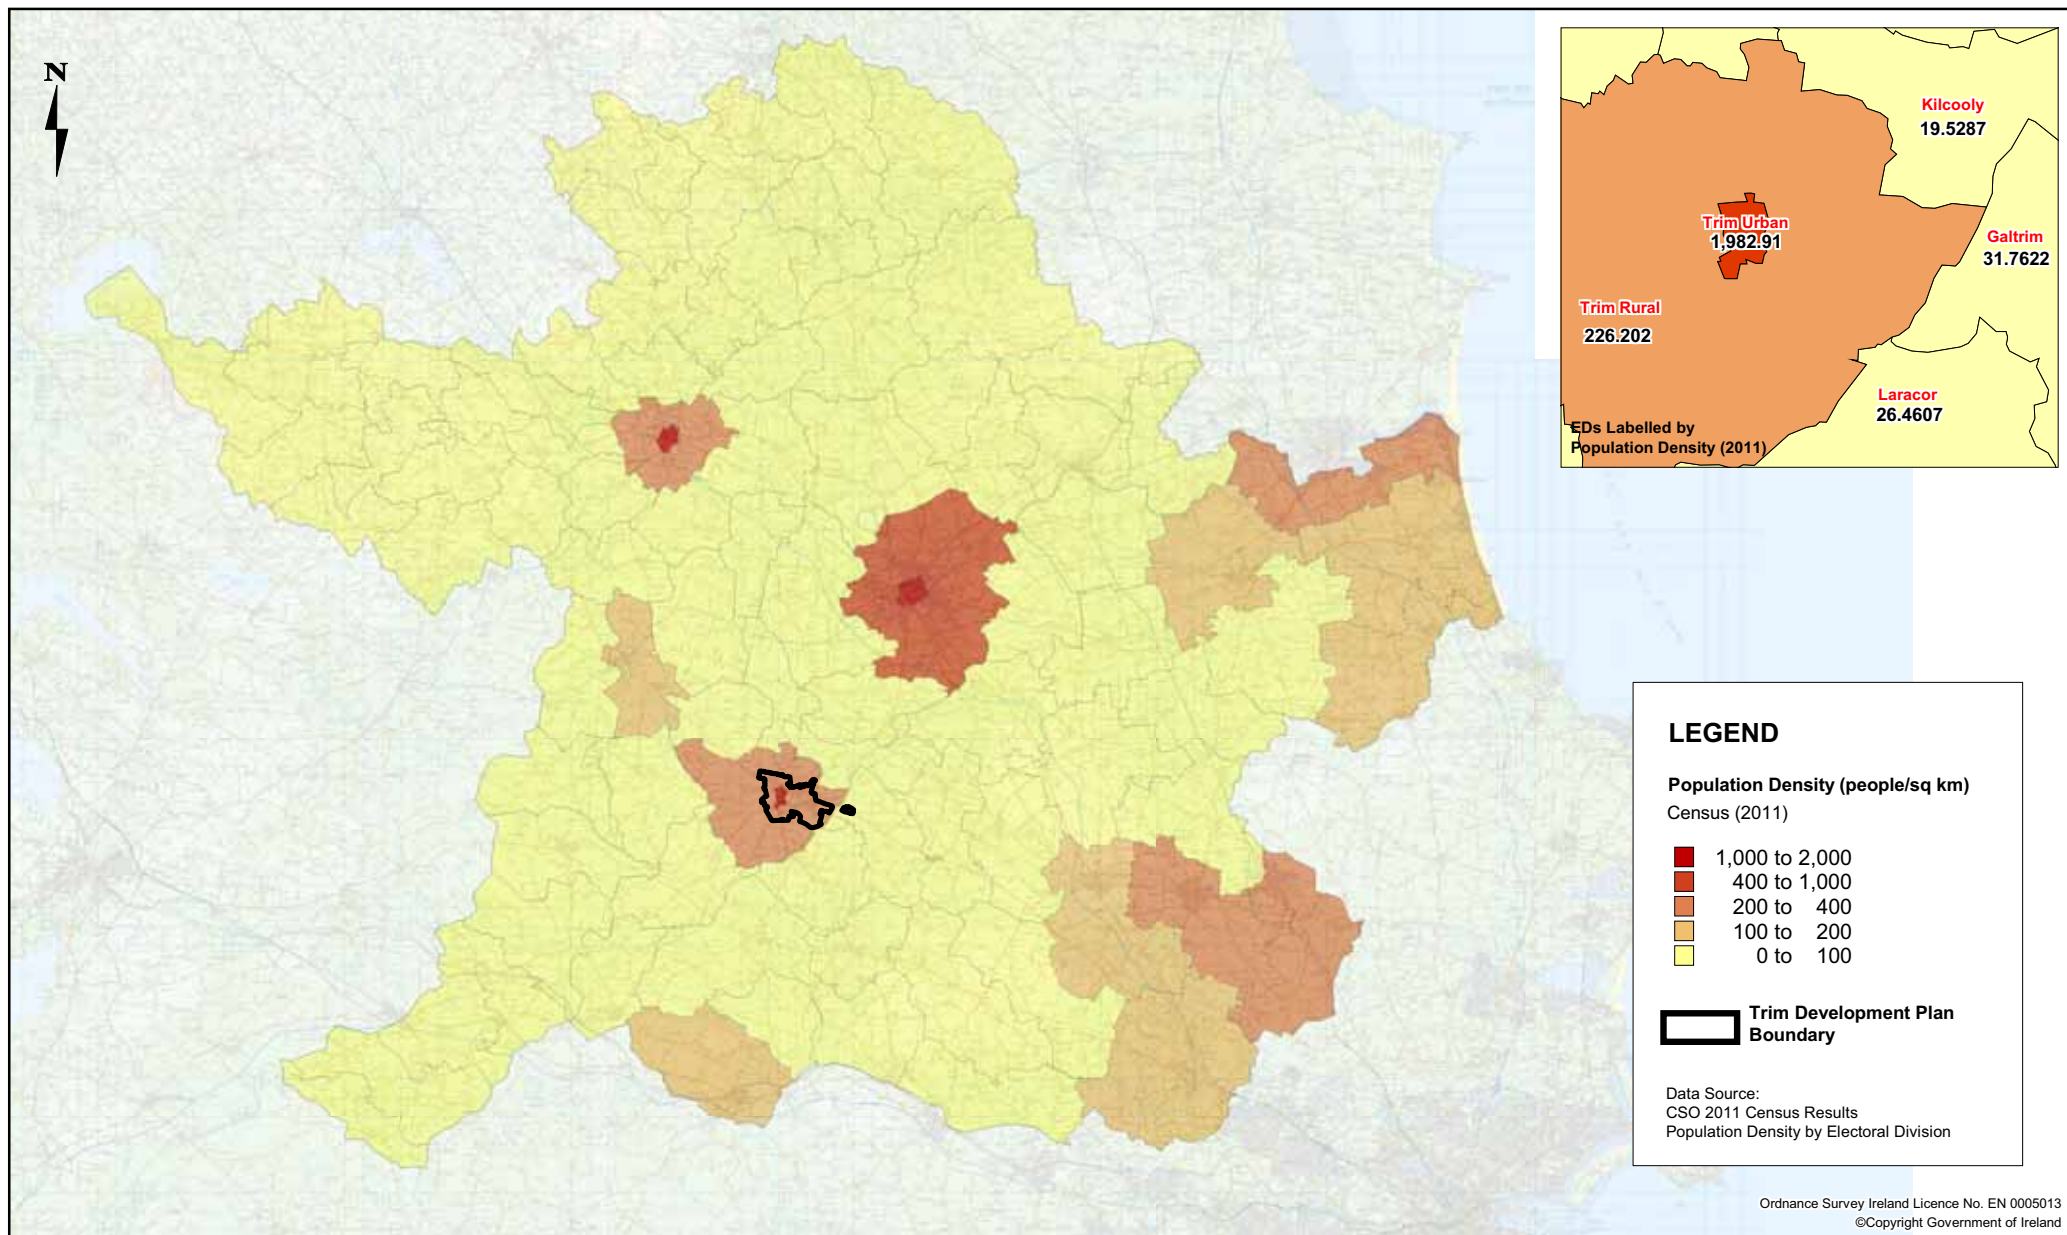 N
Kilcooly
19.5287
Trim Urban
1,982.91
Galtrim
31.7622
Trim Rural
226.202
Laracor
26.4607
EDs Labelled by
Population Density (2011)
LEGEND
Population Density (people/sq km)
Census (2011)
1,000 to 2,000
400 to 1,000
200 to 400
100 to 200
0 to 100
Trim Development Plan
Boundary
Data Source:
CSO 2011 Census Results
Population Density by Electoral Division
Ordnance Survey Ireland Licence No. EN 0005013
©Copyright Government of Ireland